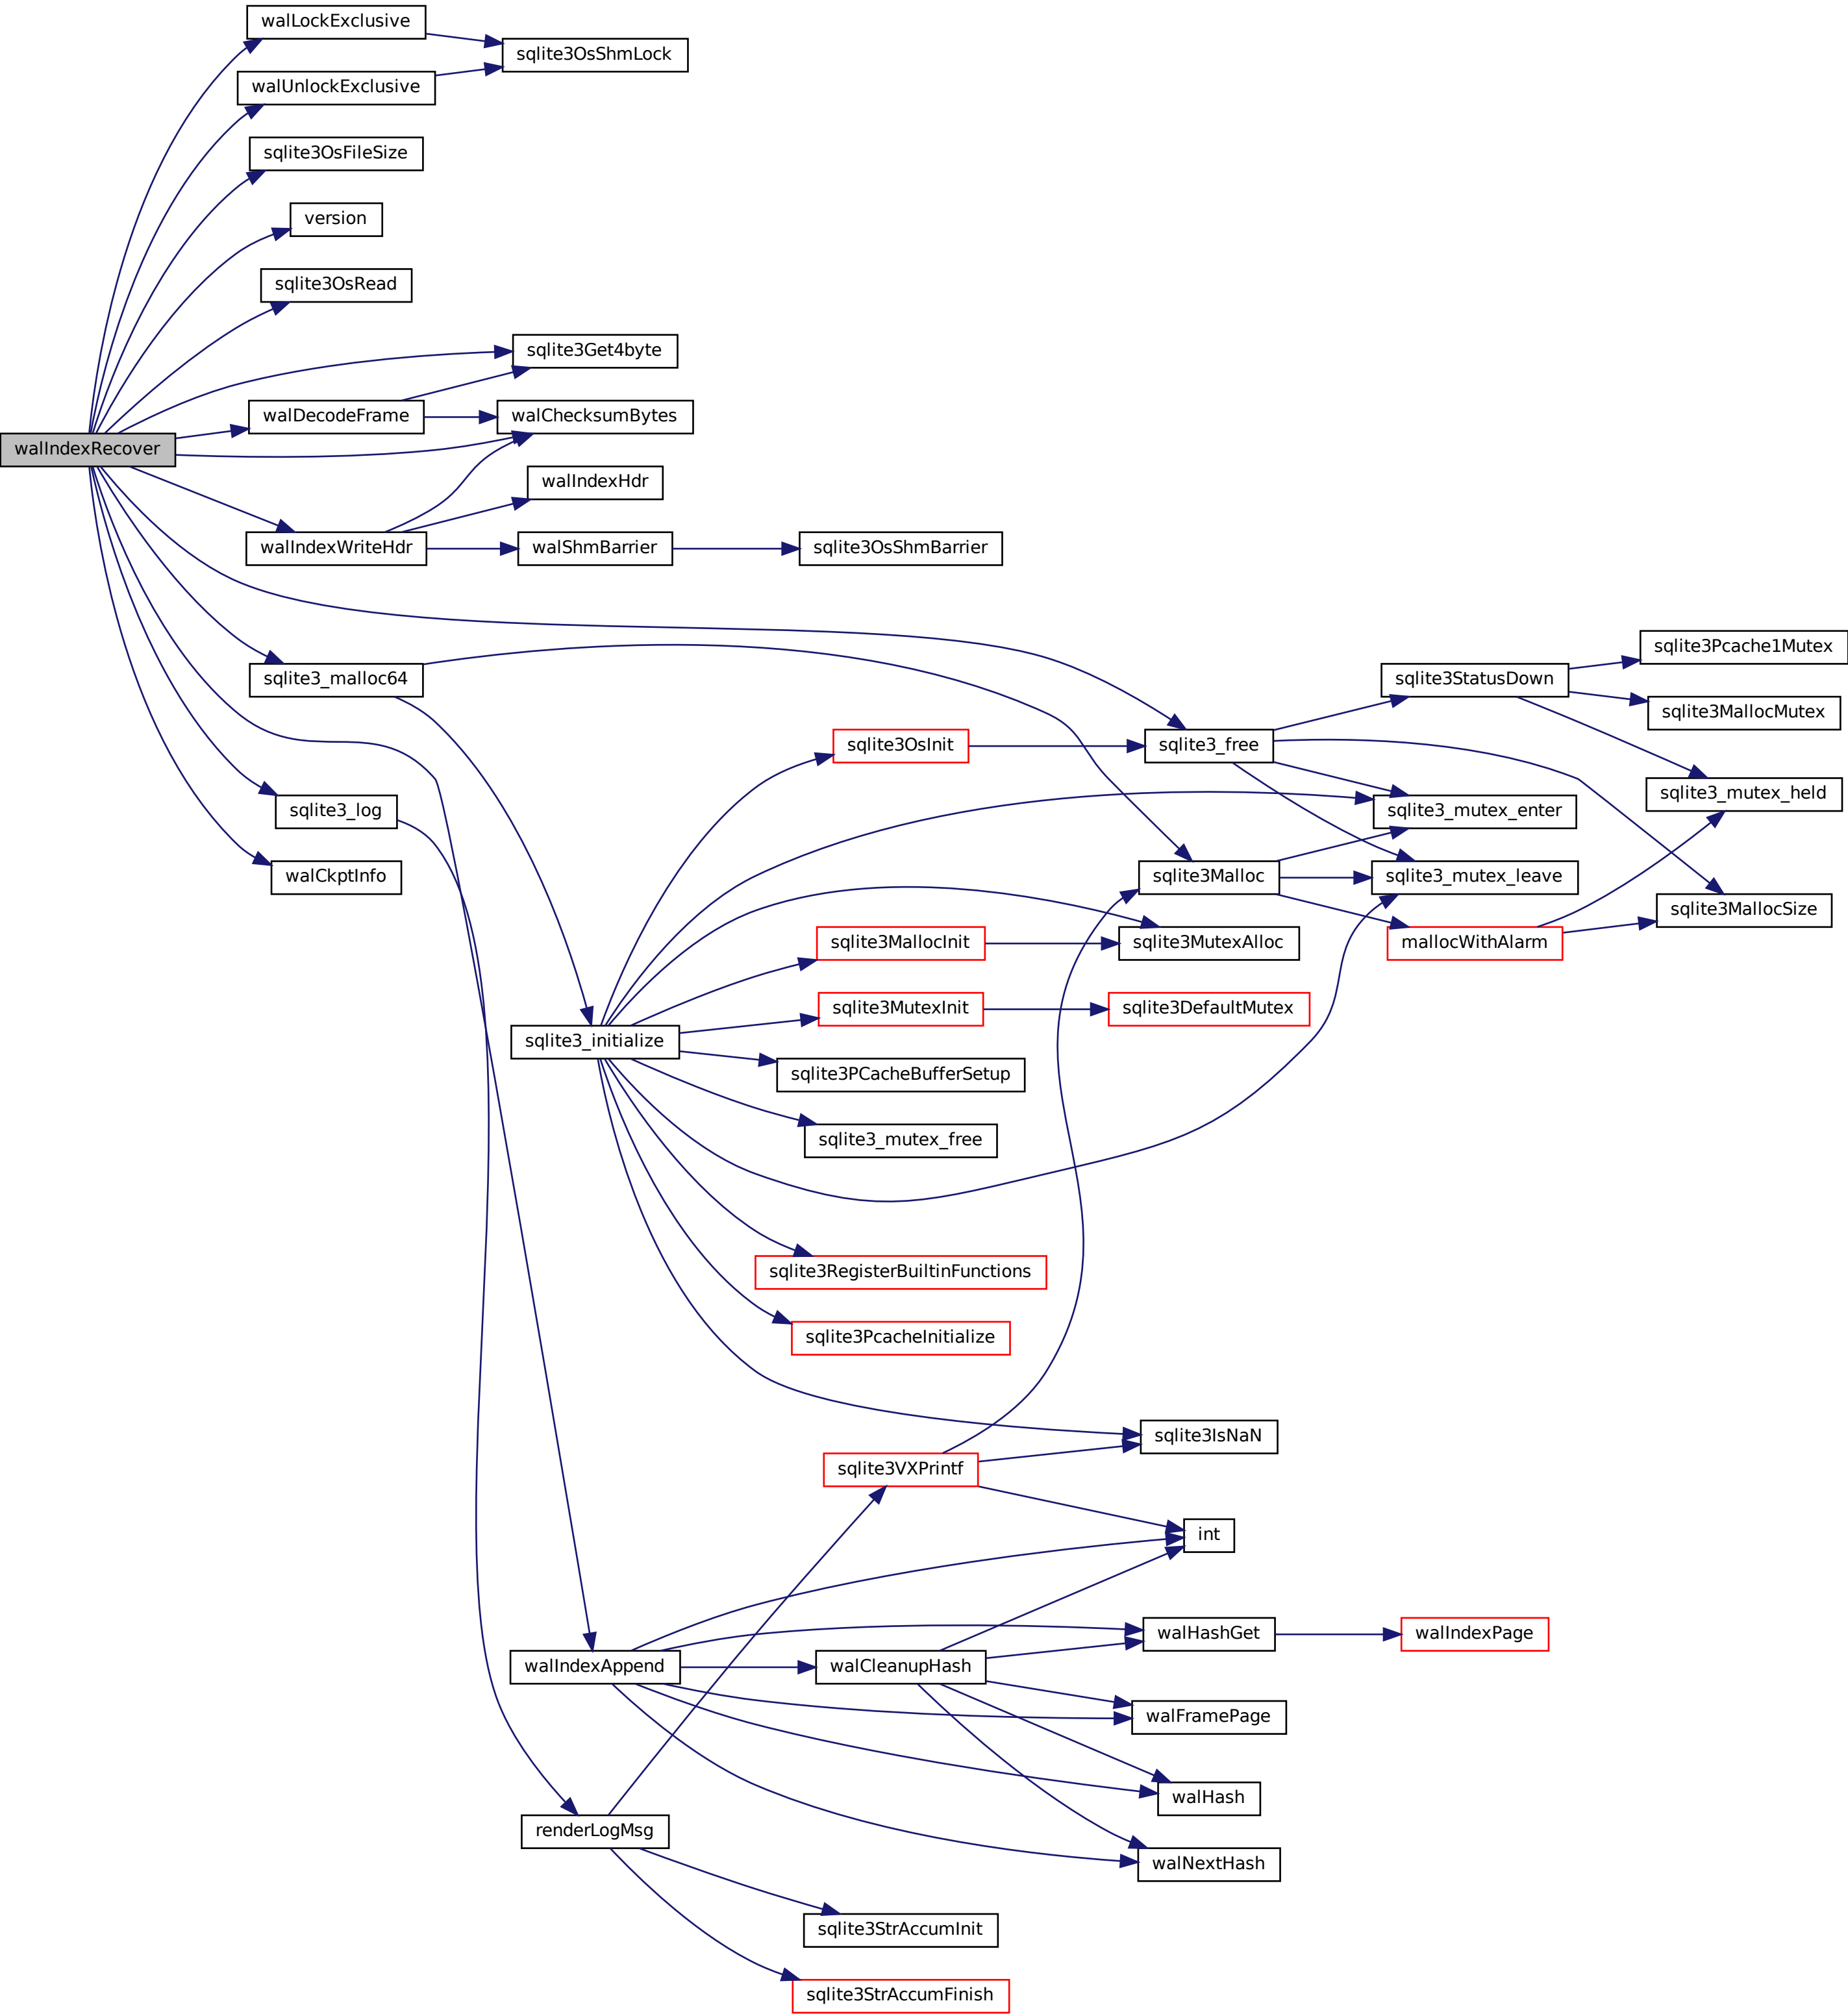 walLockExclusive
sqlite3OsShmLock
walUnlockExclusive
sqlite3OsFileSize
version
sqlite3OsRead
sqlite3Get4byte
walDecodeFrame
walChecksumBytes
walIndexRecover
walIndexHdr
walIndexWriteHdr
walShmBarrier
sqlite3OsShmBarrier
sqlite3Pcache1Mutex
sqlite3_malloc64
sqlite3StatusDown
sqlite3MallocMutex
sqlite3OsInit
sqlite3_free
sqlite3_mutex_held
sqlite3_log
sqlite3_mutex_enter
walCkptInfo
sqlite3Malloc
sqlite3_mutex_leave
sqlite3MallocSize
sqlite3MallocInit
sqlite3MutexAlloc
mallocWithAlarm
sqlite3MutexInit
sqlite3DefaultMutex
sqlite3_initialize
sqlite3PCacheBufferSetup
sqlite3_mutex_free
sqlite3RegisterBuiltinFunctions
sqlite3PcacheInitialize
sqlite3IsNaN
sqlite3VXPrintf
int
walHashGet
walIndexPage
walIndexAppend
walCleanupHash
walFramePage
walHash
renderLogMsg
walNextHash
sqlite3StrAccumInit
sqlite3StrAccumFinish